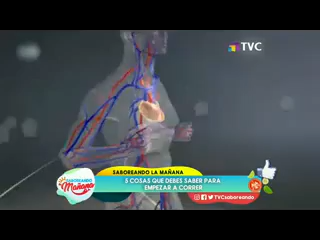 TVC
SABOREANDO LA MAÑANA
5 COSAS QUE DEBES SABER PARA
EMPEZAR A CORRER
SABOREANDO
Mañana
TVCsaboreando